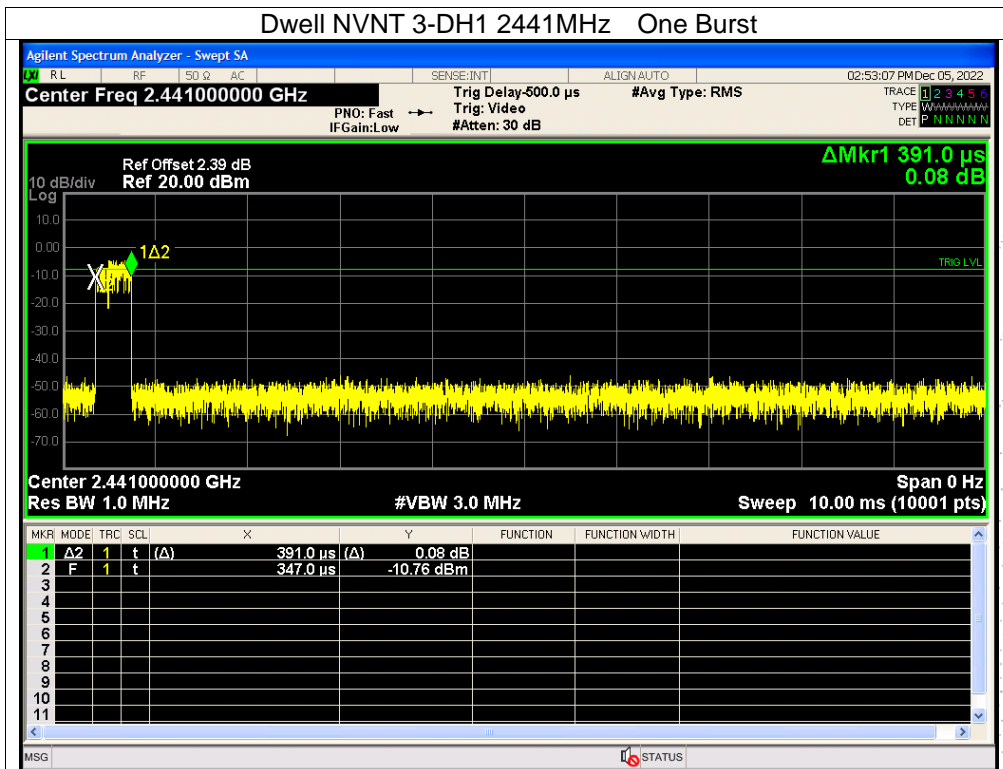 Dwell NVNT 3-DH1 2441MHz One Burst
Agilent Spectrum Analyzer - Swept SA
LXI RL RF 50 Ω AC SENSE:INT ALIGN AUTO 02:53:07 PM Dec 05, 2022
Center Freq 2.441000000 GHz
Trig Delay-500.0 µs #Avg Type: RMS
TRACE 1 2 3 4 5 6
PNO: Fast Trig: Video
TYPE WWWWWW
IFGain:Low #Atten: 30 dB
DET P N N N N N
ΔMkr1 391.0 µs
0.08 dB
Ref Offset 2.39 dB
10 dB/div Ref 20.00 dBm
Log
10.0
0.00
1Δ2
TRIG LVL
-10.0
-20.0
-30.0
-40.0
-50.0
-60.0
-70.0
Center 2.441000000 GHz Span 0 Hz
Res BW 1.0 MHz #VBW 3.0 MHz Sweep 10.00 ms (10001 pts)
MKR MODE TRC SCL X Y FUNCTION FUNCTION WIDTH FUNCTION VALUE
1 Δ2 1 t (Δ) 391.0 µs (Δ) 0.08 dB
2 F 1 t 347.0 µs -10.76 dBm
3
4
5
6
7
8
9
10
11
MSG STATUS